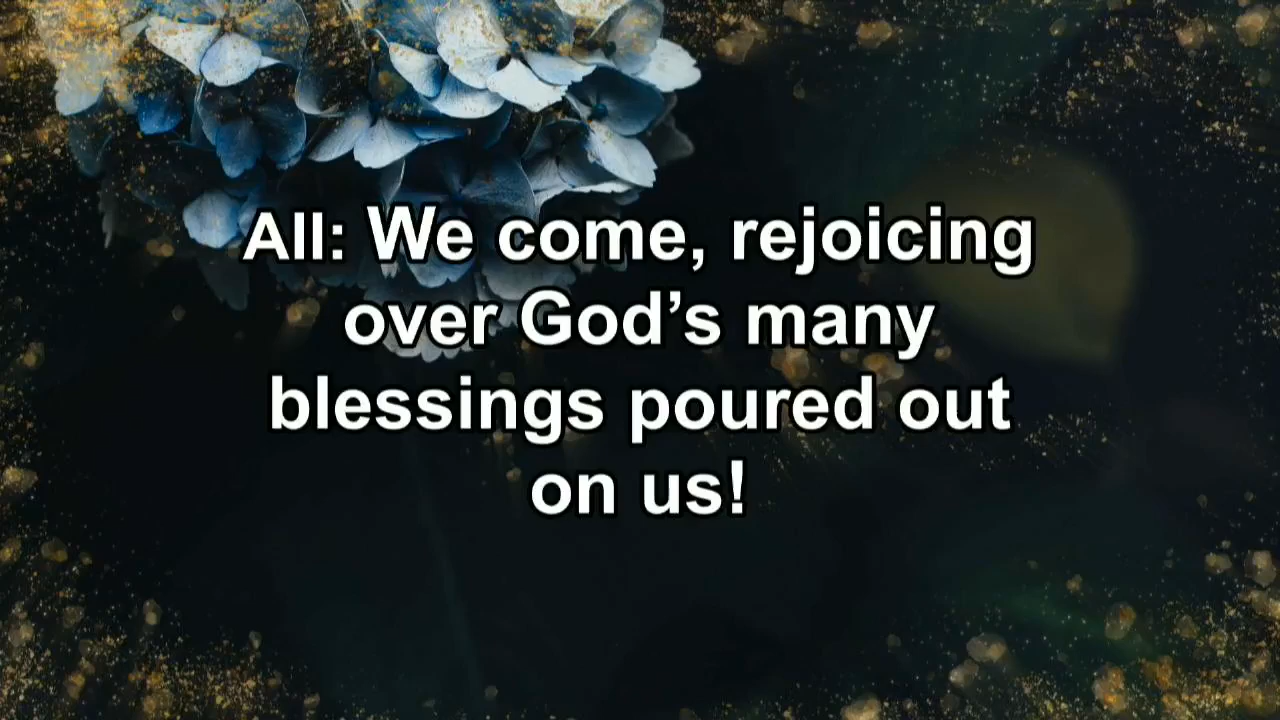 All: We come, rejoicing
over God’s many
blessings poured out
on us!